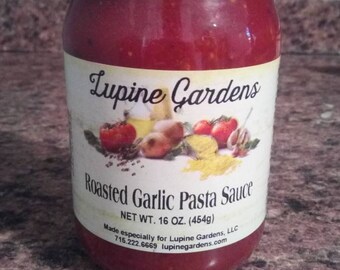 Lupine Gardens
Roasted Garlic Pasta Sauce
NET WT. 16 OZ. (454g)
Made especially for Lupine Gardens, LLC
715.222.6669 lupinegardens.com